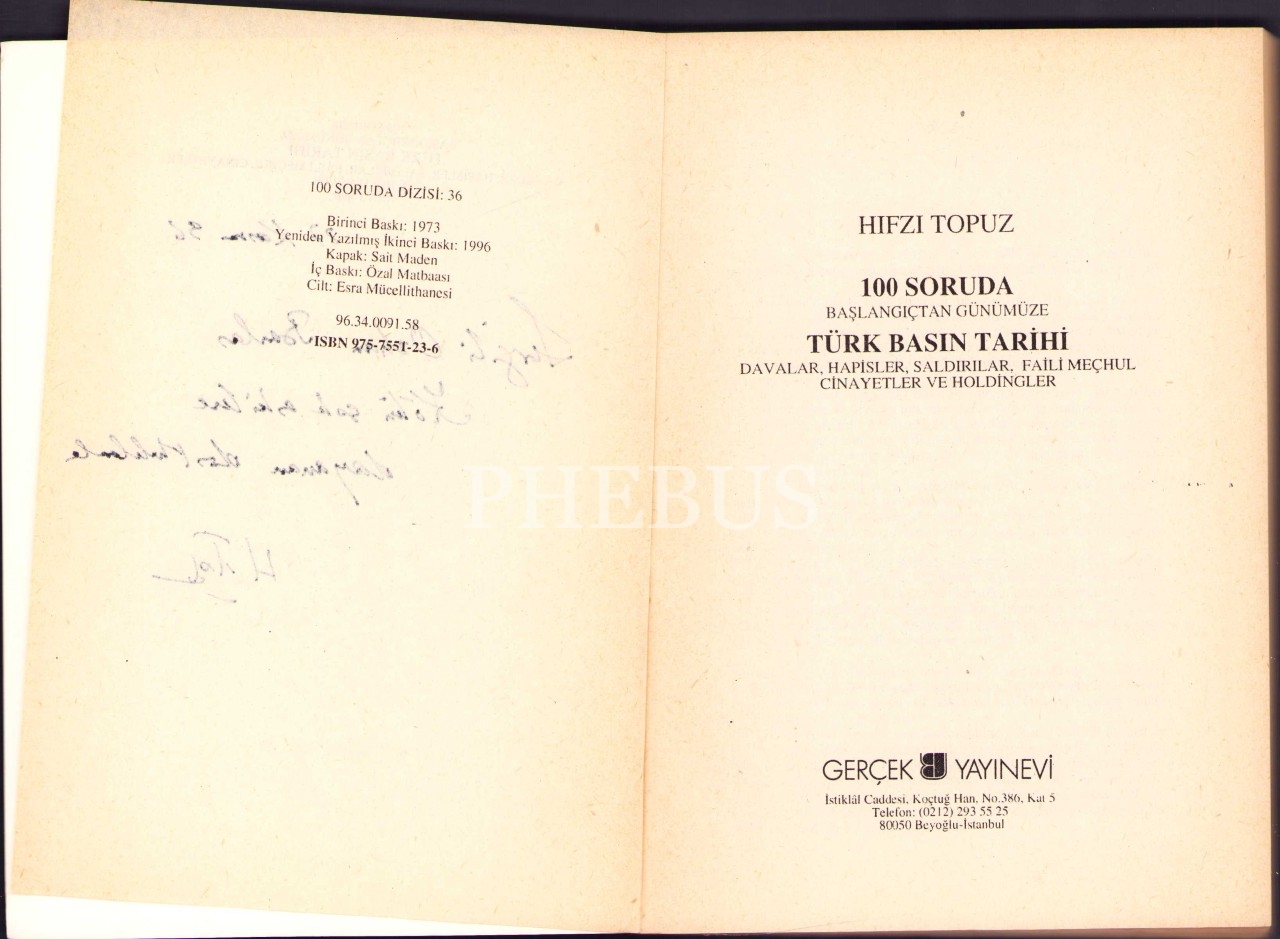 100 SORUDA DİZİSİ: 36
Birinci Baskı: 1973
Yeniden Yazılmış İkinci Baskı: 1996
Kapak: Sait Maden
İç Baskı: Özal Matbaası
Cilt: Esra Mücellithanesi
96.34.0091.58
ISBN 975-7551-23-6
HIFZI TOPUZ
100 SORUDA
BAŞLANGIÇTAN GÜNÜMÜZE
TÜRK BASIN TARİHİ
DAVALAR, HAPİSLER, SALDIRILAR, FAİLİ MEÇHUL
CİNAYETLER VE HOLDİNGLER
PHEBUS
GERÇEK YAYINEVİ
İstiklâl Caddesi, Koçtuğ Han, No.386, Kat 5
Telefon: (0212) 293 55 25
80050 Beyoğlu-İstanbul